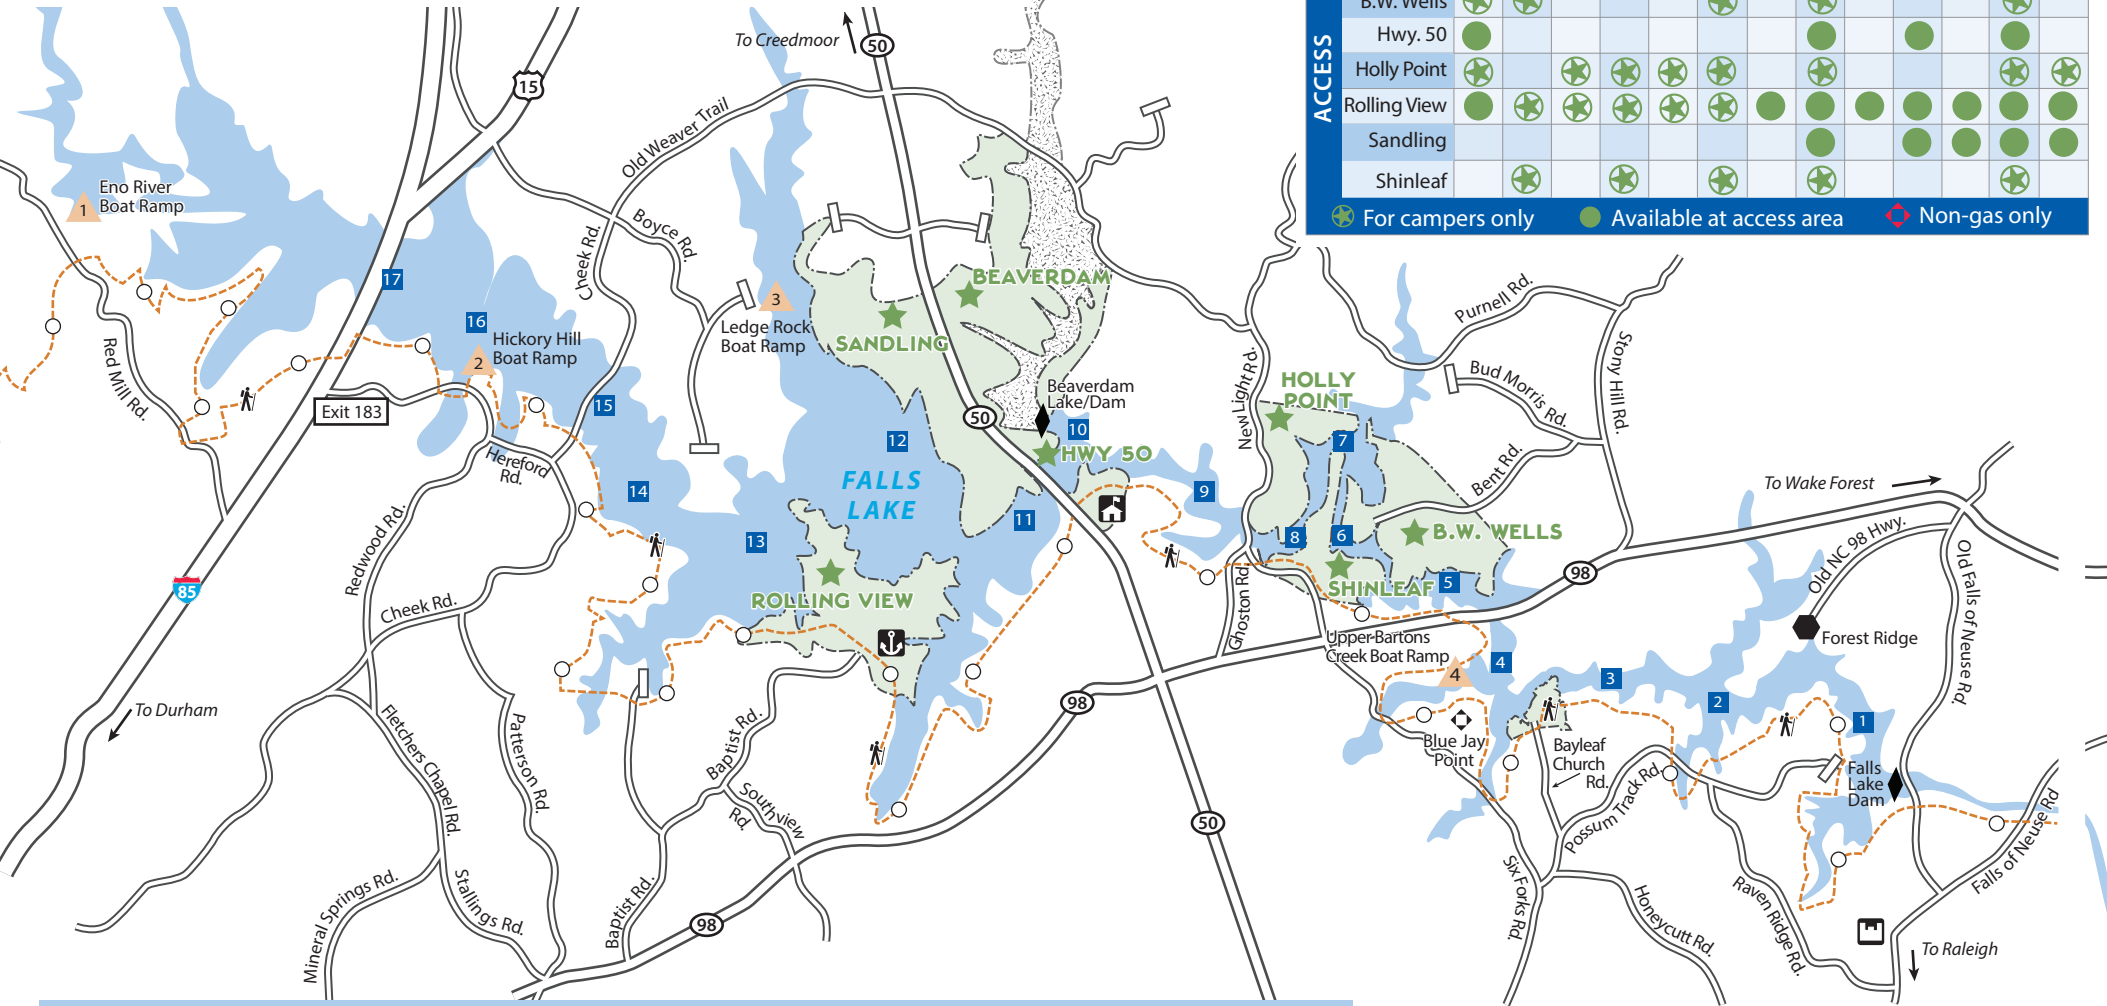 B.W. Wells
Hwy. 50
Holly Point
Rolling View
Sandling
Shinleaf
ACCESS
For campers only
Available at access area
Non-gas only
To Creedmoor
50
15
Old Weaver Trail
Eno River
Boat Ramp
1
Boyce Rd.
Cheek Rd.
17
16
Hickory Hill
Boat Ramp
2
3
Ledge Rock
Boat Ramp
BEAVERDAM
SANDLING
Red Mill Rd.
Exit 183
15
Beaverdam
Lake/Dam
50
10
HWY 50
12
FALLS
LAKE
Hereford
Rd.
14
13
11
9
New Light Rd.
HOLLY
POINT
7
8
6
B.W. WELLS
SHINLEAF
5
Purnell Rd.
Bud Morris Rd.
Stony Hill Rd.
Bent Rd.
To Wake Forest
98
Old NC 98 Hwy.
Old Falls of Neuse Rd.
Forest Ridge
Redwood Rd.
85
Cheek Rd.
ROLLING VIEW
Ghoston Rd.
Upper Bartons
Creek Boat Ramp
4
4
3
2
1
To Durham
Fletchers Chapel Rd.
Patterson Rd.
Baptist Rd.
Southview
Rd.
98
Blue Jay
Point
Bayleaf
Church
Rd.
Possum Track Rd.
Falls
Lake
Dam
Falls of Neuse Rd
50
Mineral Springs Rd.
Stallings Rd.
Baptist Rd.
98
Six Forks Rd.
Honeycutt Rd.
Raven Ridge Rd.
To Raleigh